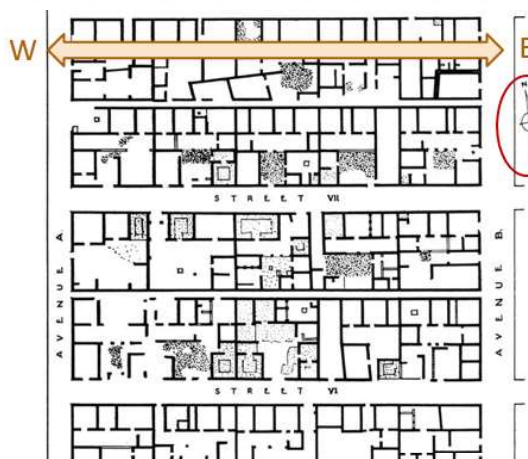 W E
N
STREET VII
AVENUE A.
AVENUE B.
STREET VI